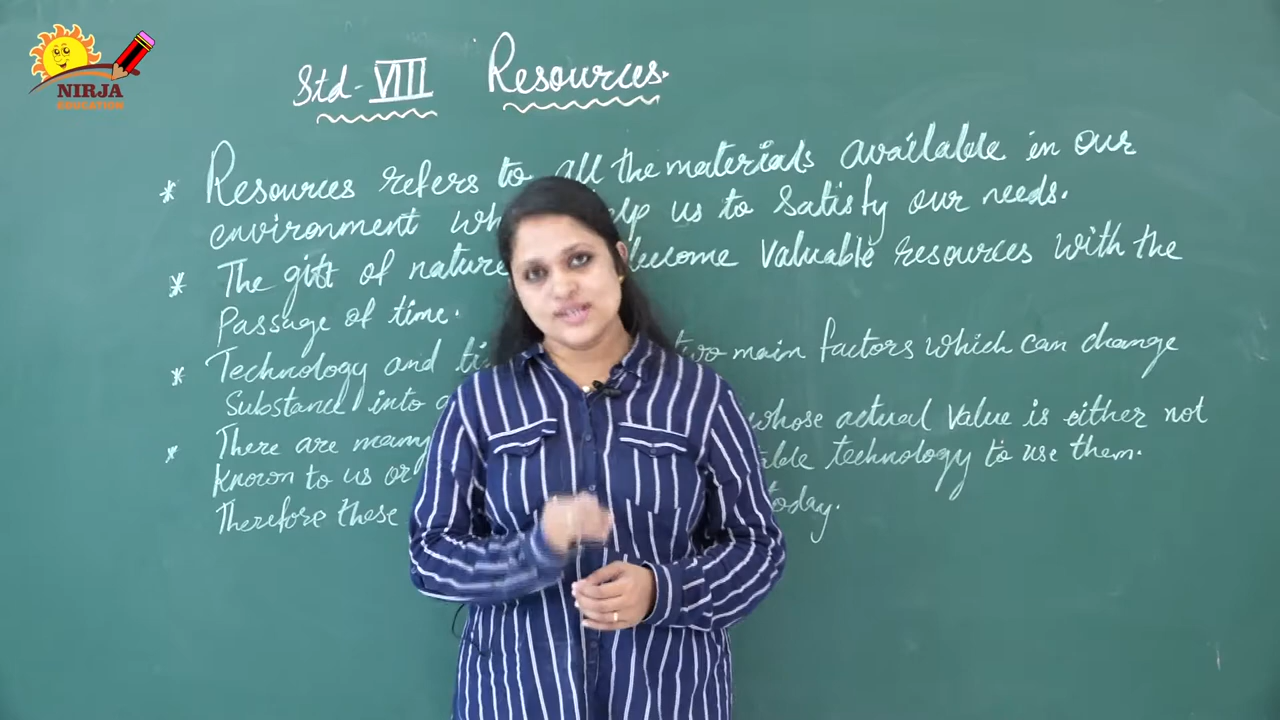 NIRJA
EDUCATION
Std- VIII Resources.
* Resources refers to all the materials available in our
environment us to satisfy our needs.
* The gift of nature become valuable resources with the
Passage of time.
* Technology and two main factors which can change
Substance into
* There are many whose actual value is either not
known to us or technology to use them.
Therefore these today.